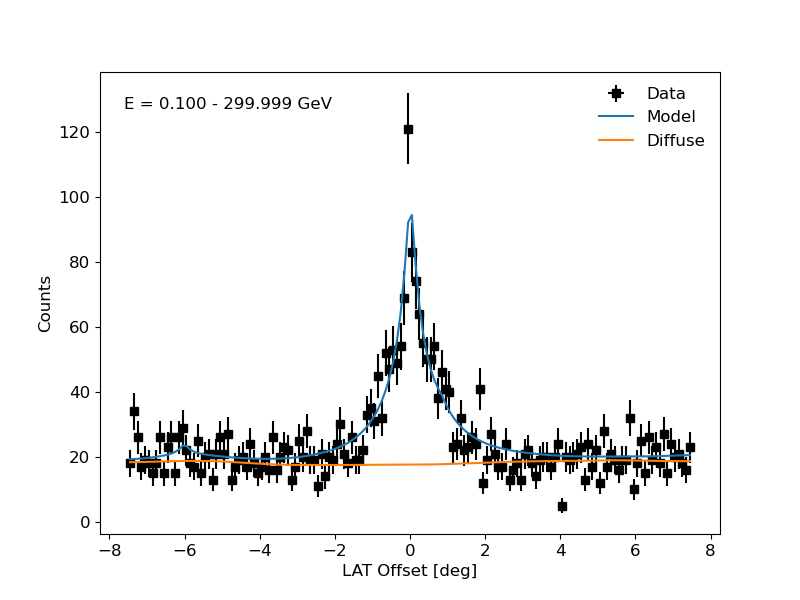 E = 0.100 - 299.999 GeV
Data
Model
Diffuse
120
100
80
60
40
20
0
Counts
−8 −6 −4 −2 0 2 4 6 8
LAT Offset [deg]